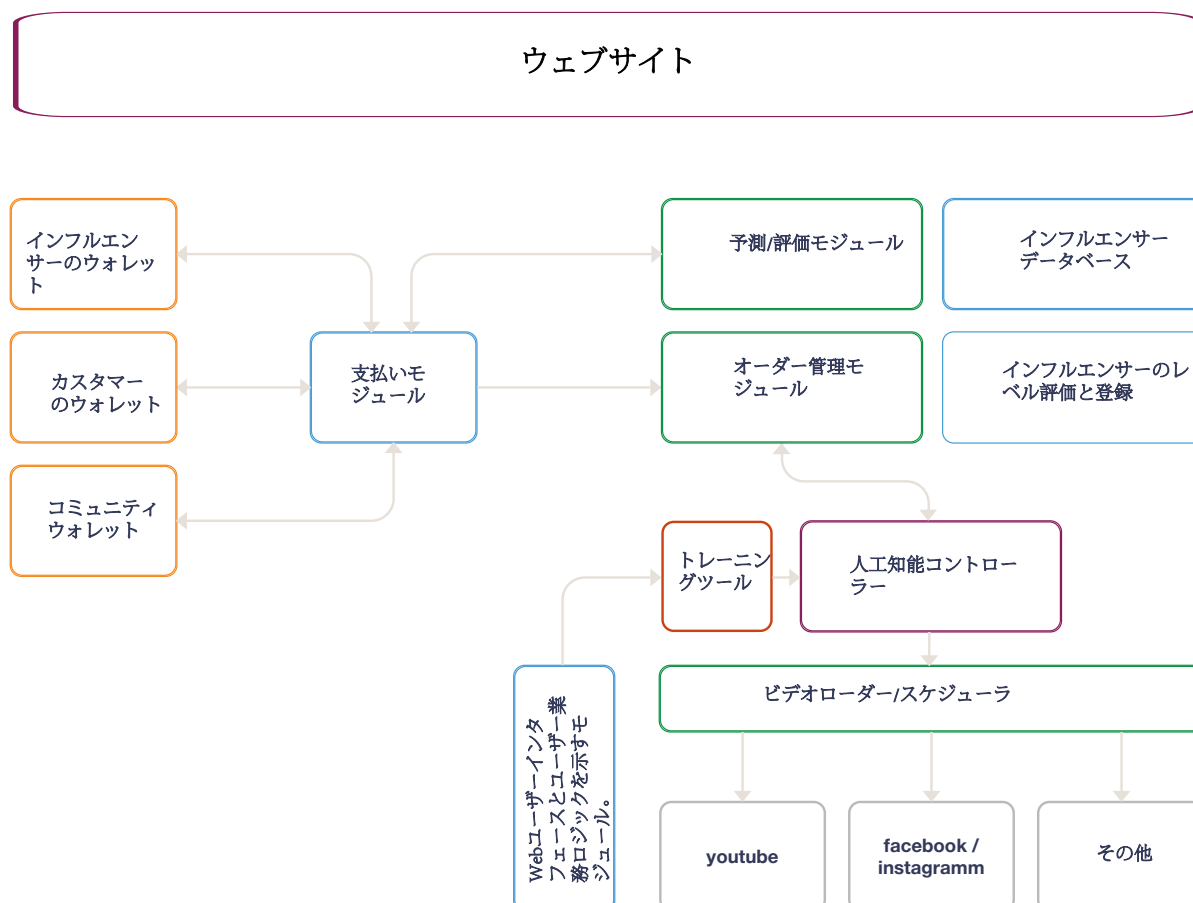 ウェブサイト
インフルエン
サーのウォレッ
ト
予測/評価モジュール
インフルエンサー
データベース
カスタマー
のウォレット
支払いモ
ジュール
オーダー管理モ
ジュール
インフルエンサーのレ
ベル評価と登録
コミュニティ
ウォレット
トレーニン
グツール
人工知能コントロー
ラー
Webユーザーインタ
フェースとユーザー業
務ロジックを示すモ
ジュール。
ビデオローダー/スケジューラ
youtube
facebook /
instagramm
その他